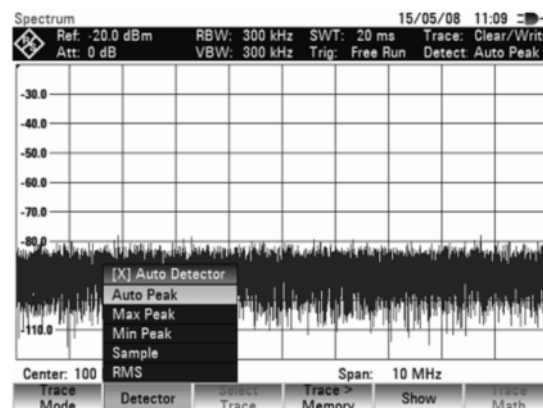 Spectrum 15/05/08 11:09
Ref: -20.0 dBm RBW: 300 kHz SWT: 20 ms Trace: Clear/Writ
Att: 0 dB VBW: 300 kHz Trig: Free Run Detect: Auto Peak
-30.0
-40.0
-50.0
-60.0
-70.0
-80.0
[X] Auto Detector
Auto Peak
Max Peak
-110.0
Min Peak
Sample
RMS
Center: 100 Span: 10 MHz
Trace Mode
Detector
Select Trace
Trace > Memory
Show
Trace Math